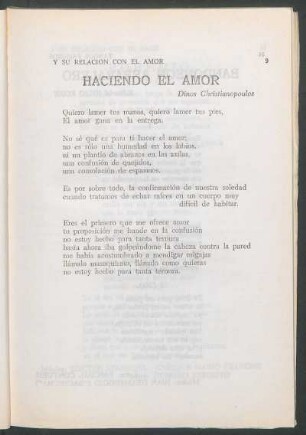 Y SU RELACION CON EL AMOR
9
HACIENDO EL AMOR
Dinos Christianopoulos
Quiero lamer tus manos, quiero lamer tus pies,
El amor gana en la entrega.
No sé qué es para ti hacer el amor;
no es sólo una humedad en los labios,
ni un plantío de abrazos en las axilas,
una confusión de quejidos,
una consolación de espasmos.
Es por sobre todo, la confirmación de nuestra soledad
cuando tratamos de echar raíces en un cuerpo muy
difícil de habitar.
Eres el primero que me ofrece amor
tu proposición me hunde en la confusión
no estoy hecho para tanta ternura
hasta ahora iba golpeándome la cabeza contra la pared
me había acostumbrado a mendigar migajas
llámalo masoquismo, llámalo como quieras
no estoy hecho para tanta ternura.